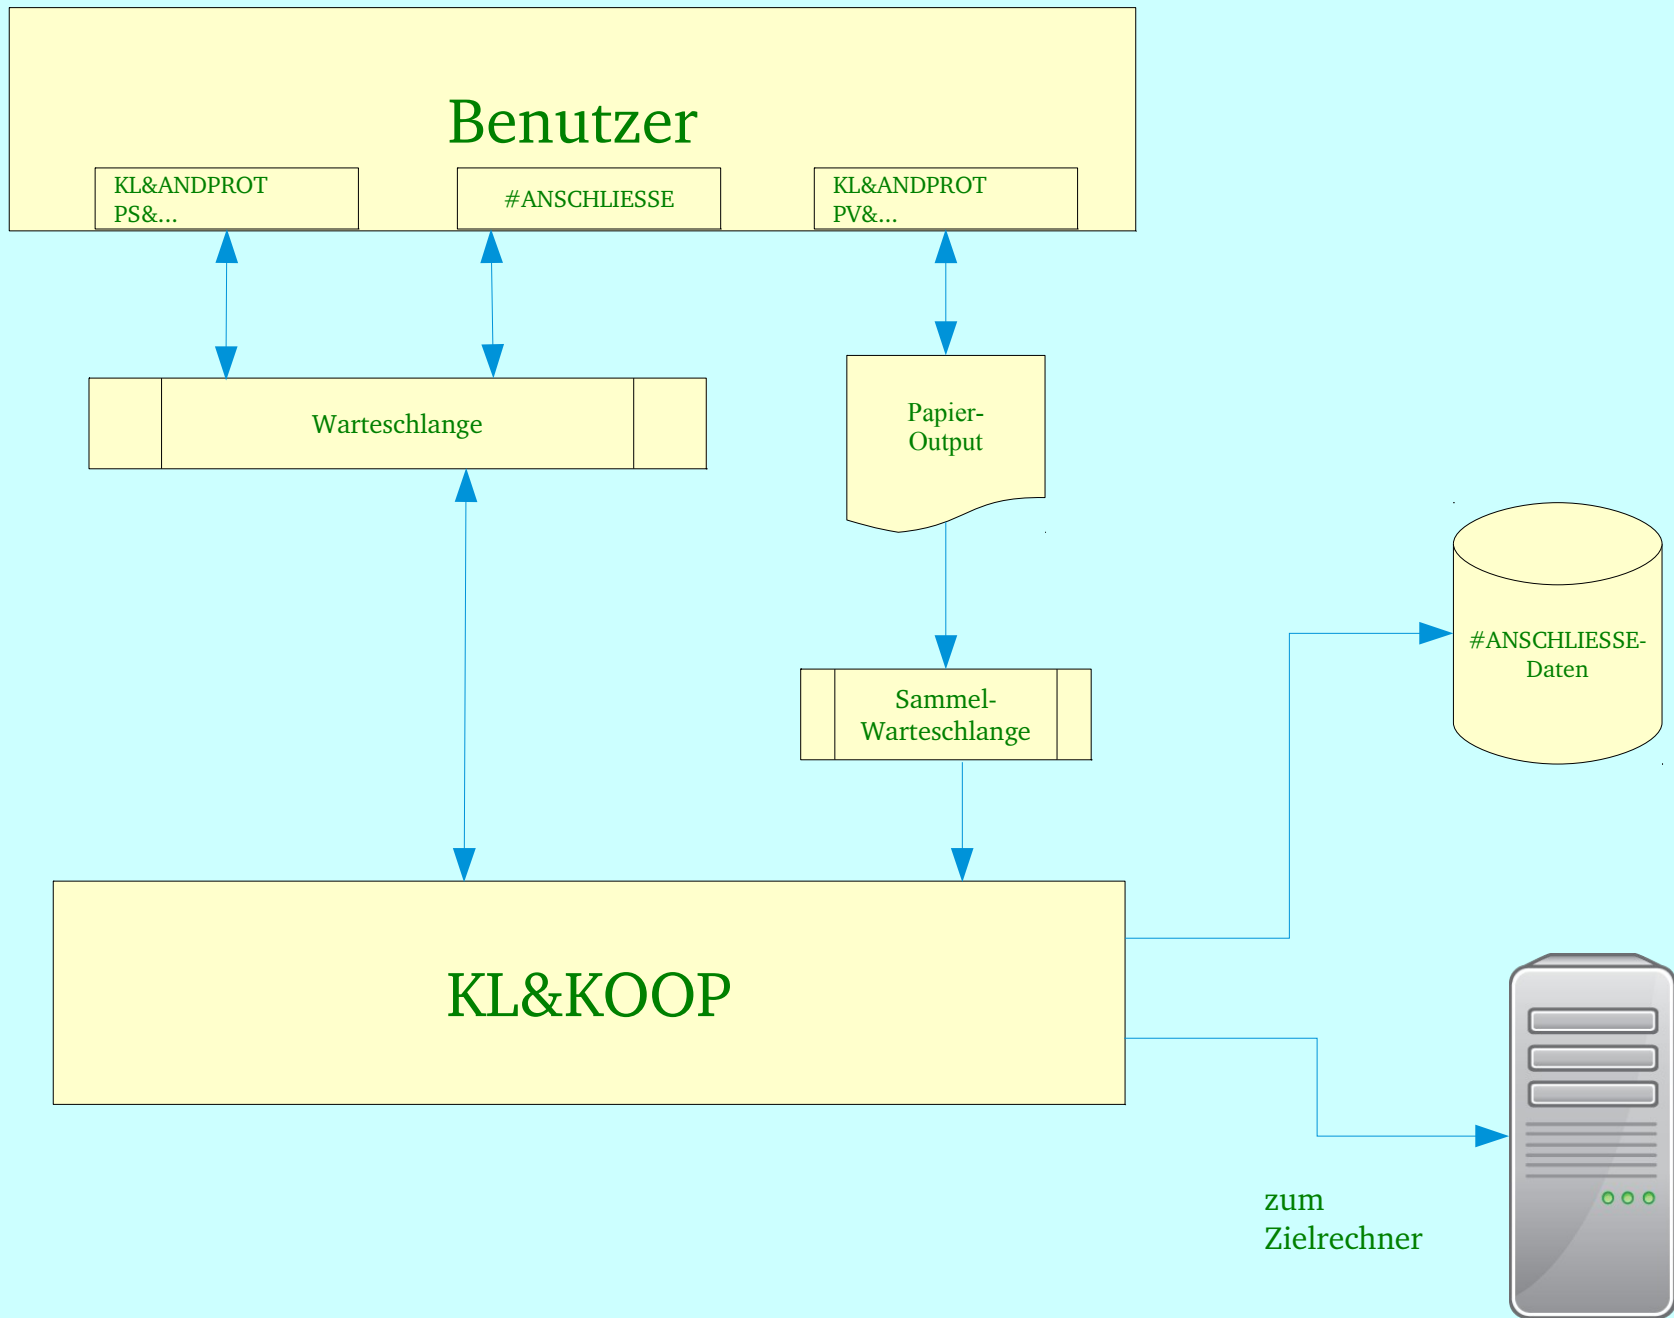 Benutzer
KL&ANDPROT
PS&...
#ANSCHLIESSE
KL&ANDPROT
PV&...
Warteschlange
Papier-
Output
Sammel-
Warteschlange
#ANSCHLIESSE-
Daten
KL&KOOP
zum
Zielrechner